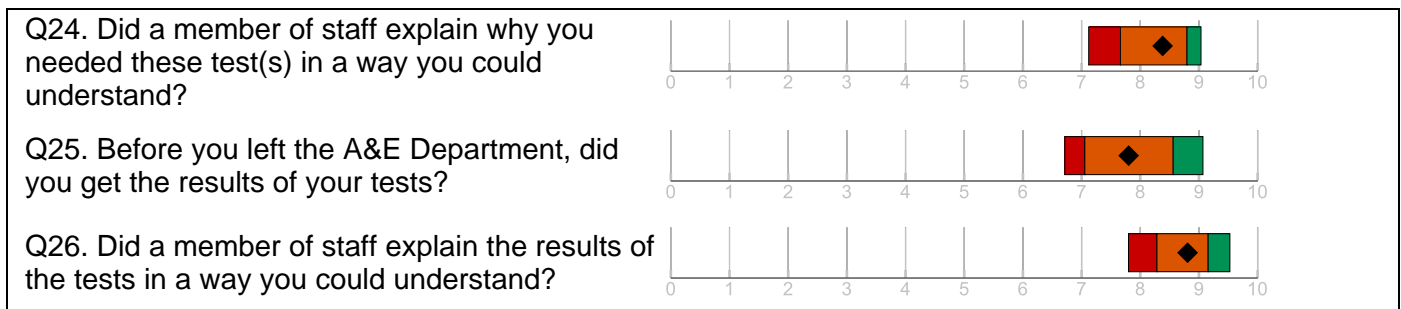 Q24. Did a member of staff explain why you
needed these test(s) in a way you could
understand?
0 1 2 3 4 5 6 7 8 9 10
Q25. Before you left the A&E Department, did
you get the results of your tests?
0 1 2 3 4 5 6 7 8 9 10
Q26. Did a member of staff explain the results of
the tests in a way you could understand?
0 1 2 3 4 5 6 7 8 9 10